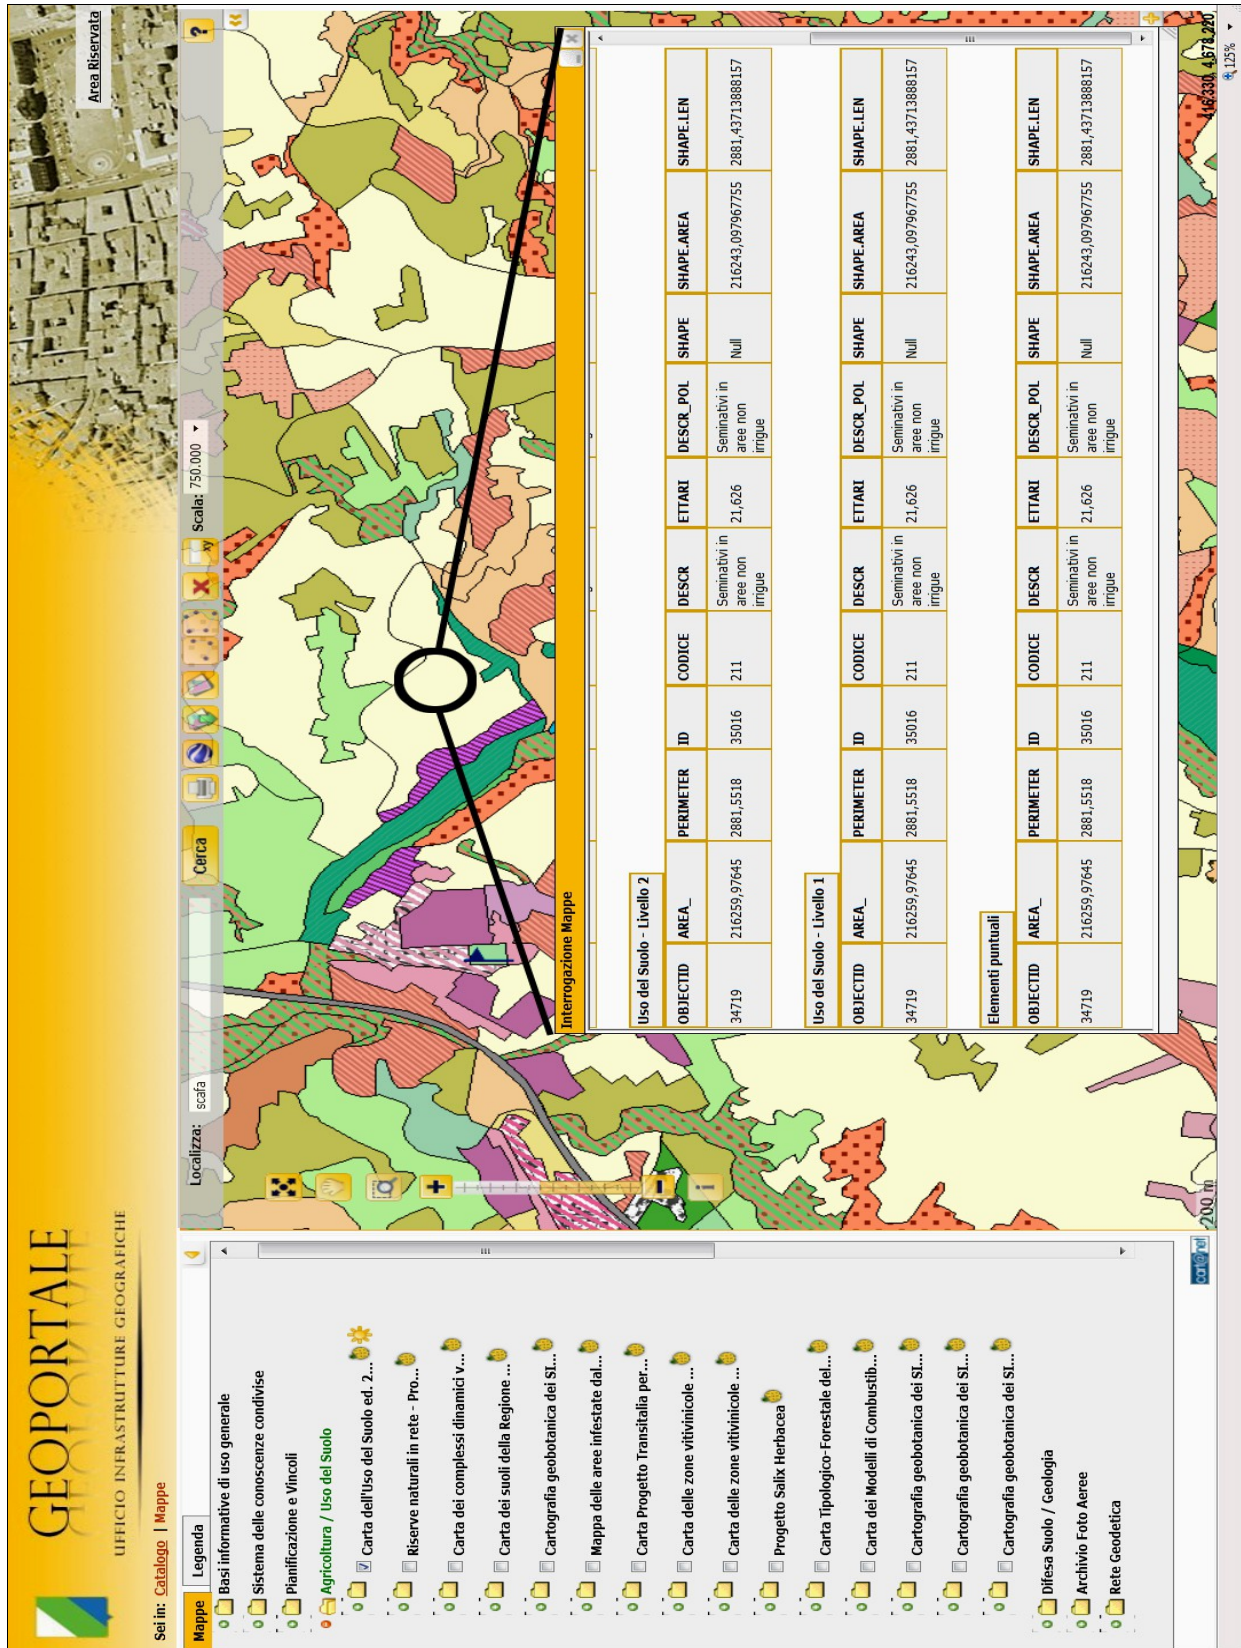 GEOPORTALE
UFFICIO INFRASTRUTTURE GEOGRAFICHE
Area Riservata
Sei in: Catalogo | Mappe
Mappe
Legenda
Basi informative di uso generale
Sistema delle conoscenze condivise
Pianificazione e Vincoli
Agricoltura / Uso del Suolo
Carta dell'Uso del Suolo ed. 2...
Riserve naturali in rete - Pro...
Carta dei complessi dinamici v...
Carta dei suoli della Regione ...
Cartografia geobotanica dei SI...
Mappa delle aree infestate dal...
Carta Progetto Transitalia per...
Carta delle zone vitivinicole ...
Carta delle zone vitivinicole ...
Progetto Salix Herbacea
Carta Tipologico-Forestale del...
Carta dei Modelli di Combustib...
Cartografia geobotanica dei SI...
Cartografia geobotanica dei SI...
Cartografia geobotanica dei SI...
Difesa Suolo / Geologia
Archivio Foto Aeree
Rete Geodetica
Localizza: scafa Cerca xy Scala: 750.000 ?
Interrogazione Mappe
Uso del Suolo - Livello 2
OBJECTID AREA_ PERIMETER ID CODICE DESCR ETTARI DESCR_POL SHAPE SHAPE.AREA SHAPE.LEN
34719 216259,97645 2881,5518 35016 211 Seminativi in aree non irrigue 21,626 Seminativi in aree non irrigue Null 216243,097967755 2881,43713888157
Uso del Suolo - Livello 1
OBJECTID AREA_ PERIMETER ID CODICE DESCR ETTARI DESCR_POL SHAPE SHAPE.AREA SHAPE.LEN
34719 216259,97645 2881,5518 35016 211 Seminativi in aree non irrigue 21,626 Seminativi in aree non irrigue Null 216243,097967755 2881,43713888157
Elementi puntuali
OBJECTID AREA_ PERIMETER ID CODICE DESCR ETTARI DESCR_POL SHAPE SHAPE.AREA SHAPE.LEN
34719 216259,97645 2881,5518 35016 211 Seminativi in aree non irrigue 21,626 Seminativi in aree non irrigue Null 216243,097967755 2881,43713888157
200 m
416.330, 4.678.220
cart@net
125%